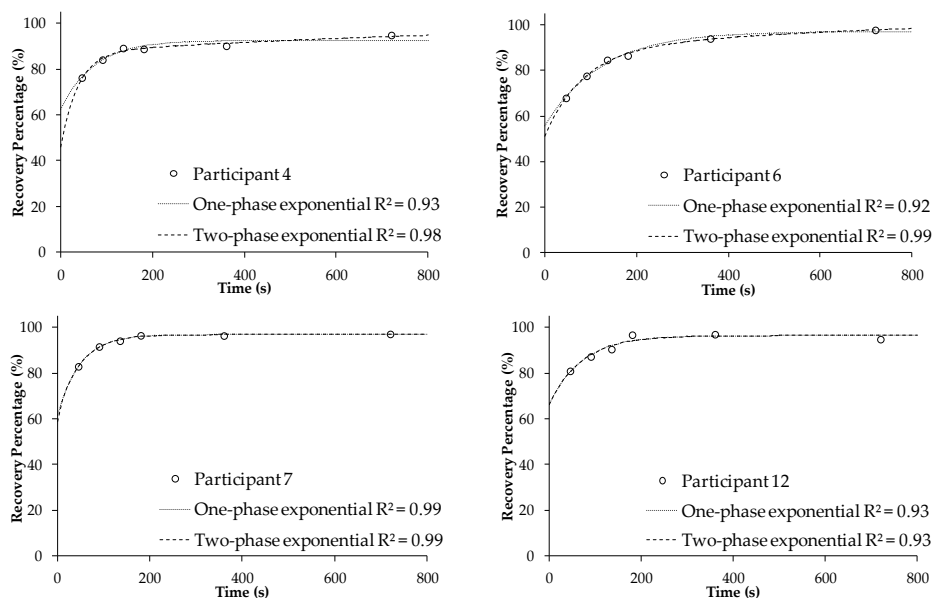 Recovery Percentage (%)
100
80
60
40
20
0
Participant 4
One-phase exponential R² = 0.93
Two-phase exponential R² = 0.98
0 200 400 600 800
Time (s)
Recovery Percentage (%)
100
80
60
40
20
0
Participant 6
One-phase exponential R² = 0.92
Two-phase exponential R² = 0.99
0 200 400 600 800
Time (s)
Recovery Percentage (%)
100
80
60
40
20
0
Participant 7
One-phase exponential R² = 0.99
Two-phase exponential R² = 0.99
0 200 400 600 800
Time (s)
Recovery Percentage (%)
100
80
60
40
20
0
Participant 12
One-phase exponential R² = 0.93
Two-phase exponential R² = 0.93
0 200 400 600 800
Time (s)